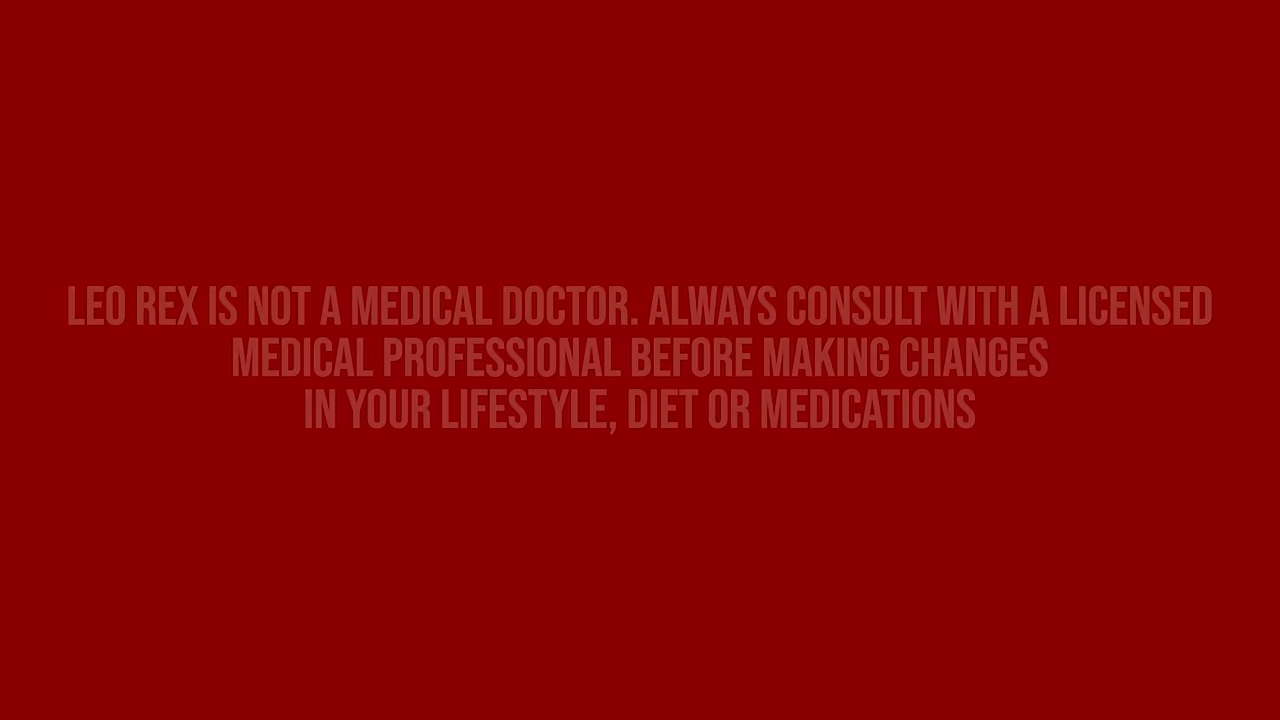 LEO REX IS NOT A MEDICAL DOCTOR. ALWAYS CONSULT WITH A LICENSED
MEDICAL PROFESSIONAL BEFORE MAKING CHANGES
IN YOUR LIFESTYLE, DIET OR MEDICATIONS